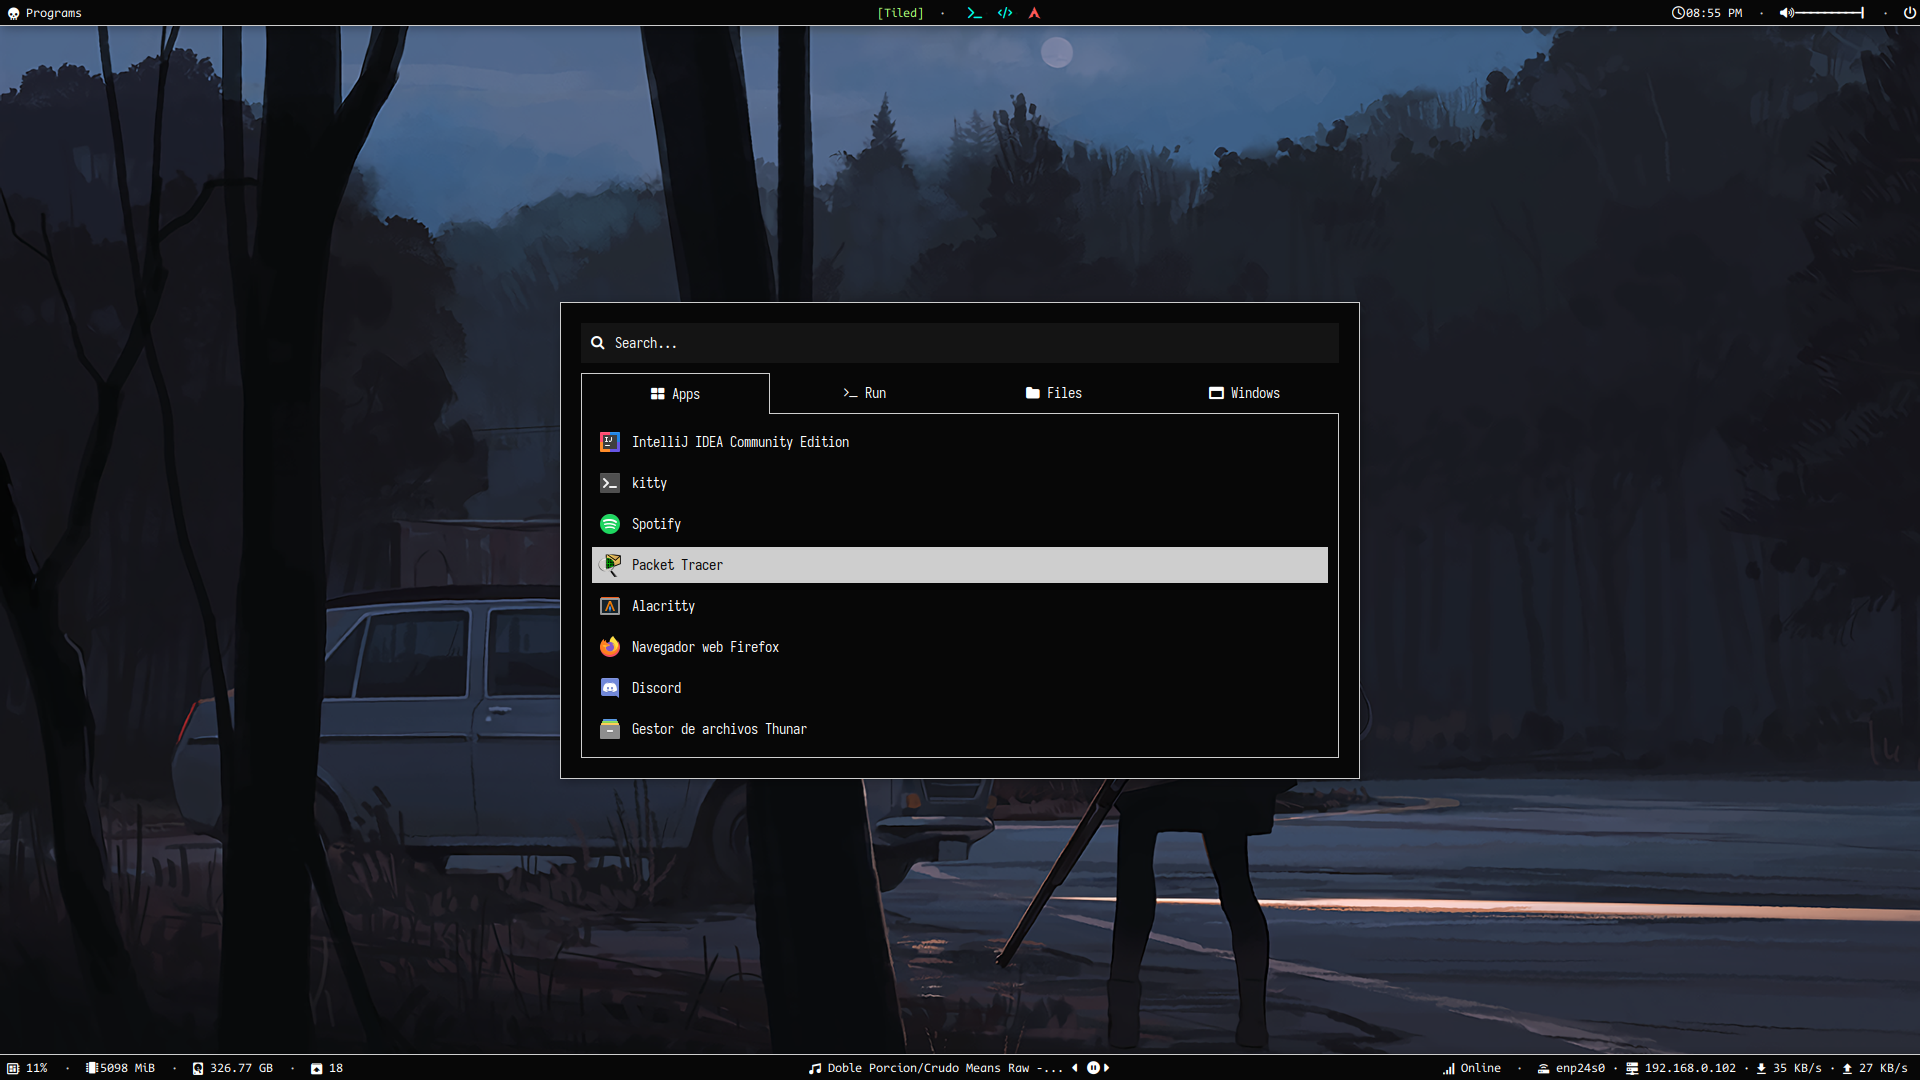 Programs
[Tiled] · >_ </>
08:55 PM
Search...
Apps
Run
Files
Windows
IntelliJ IDEA Community Edition
kitty
Spotify
Packet Tracer
Alacritty
Navegador web Firefox
Discord
Gestor de archivos Thunar
11% · 5098 MiB · 326.77 GB · 18
Doble Porcion/Crudo Means Raw -...
Online · enp24s0 · 192.168.0.102 · 35 KB/s · 27 KB/s